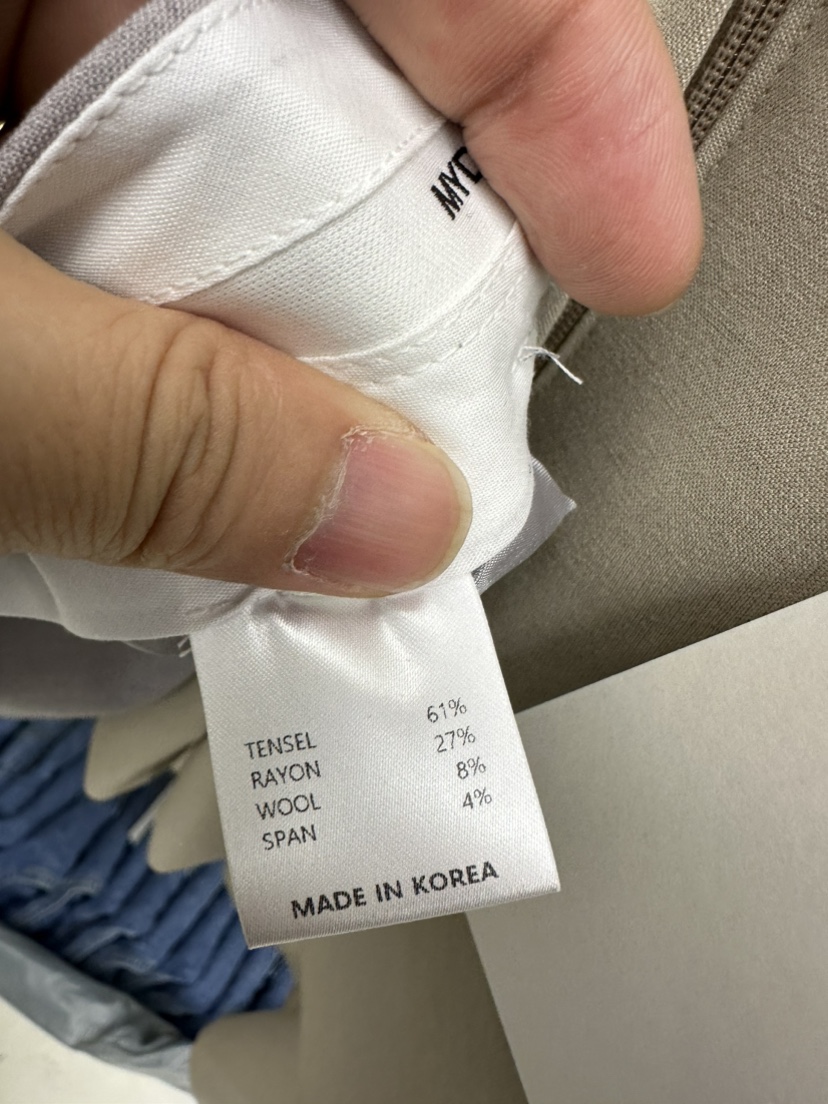 TENSEL 61%
RAYON 27%
WOOL 8%
SPAN 4%
MADE IN KOREA